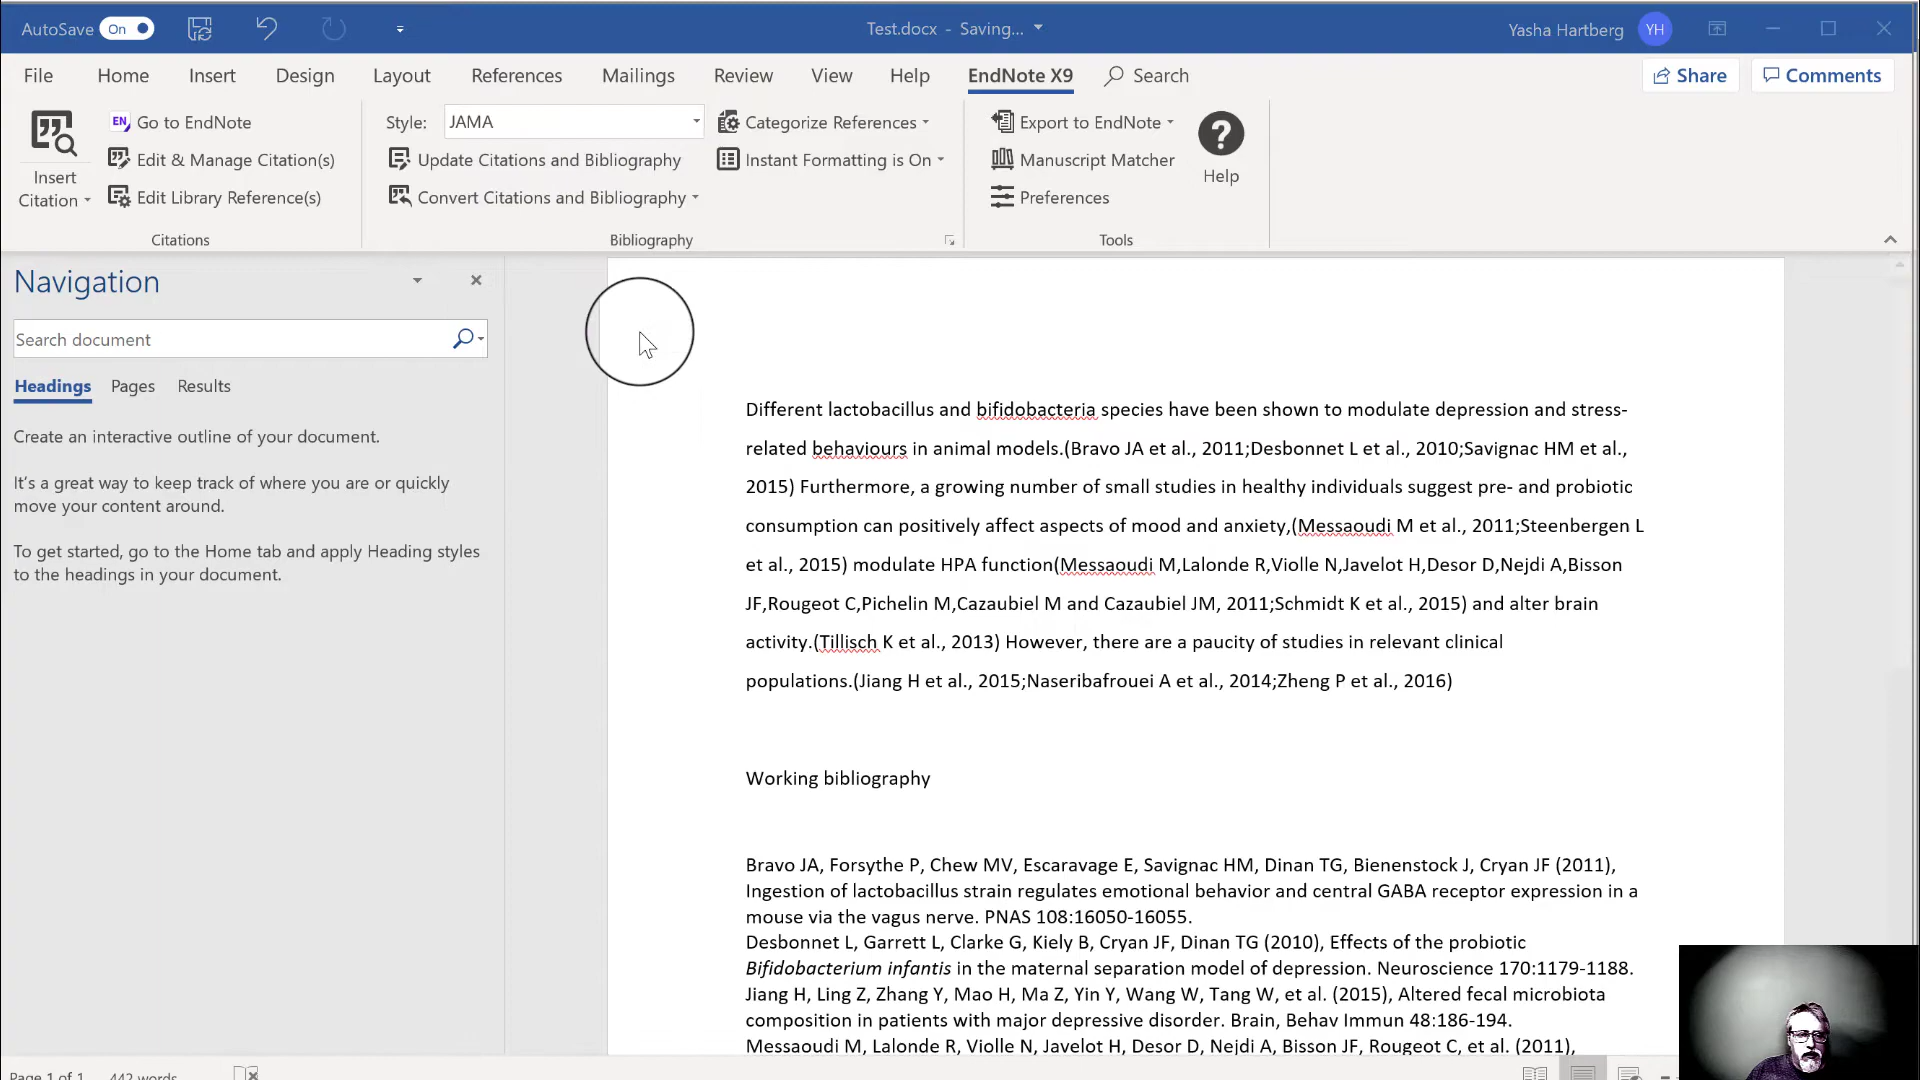 AutoSave On
Test.docx - Saving...
Yasha Hartberg YH
File Home Insert Design Layout References Mailings Review View Help EndNote X9 Search Share Comments
Insert Citation
EN Go to EndNote
Edit & Manage Citation(s)
Edit Library Reference(s)
Citations
Style: JAMA
Update Citations and Bibliography
Convert Citations and Bibliography
Categorize References
Instant Formatting is On
Bibliography
Export to EndNote
Manuscript Matcher
Preferences
Help
Tools
Navigation
Search document
Headings Pages Results
Create an interactive outline of your document.
It's a great way to keep track of where you are or quickly
move your content around.
To get started, go to the Home tab and apply Heading styles
to the headings in your document.
Different lactobacillus and bifidobacteria species have been shown to modulate depression and stress-
related behaviours in animal models.(Bravo JA et al., 2011;Desbonnet L et al., 2010;Savignac HM et al.,
2015) Furthermore, a growing number of small studies in healthy individuals suggest pre- and probiotic
consumption can positively affect aspects of mood and anxiety,(Messaoudi M et al., 2011;Steenbergen L
et al., 2015) modulate HPA function(Messaoudi M,Lalonde R,Violle N,Javelot H,Desor D,Nejdi A,Bisson
JF,Rougeot C,Pichelin M,Cazaubiel M and Cazaubiel JM, 2011;Schmidt K et al., 2015) and alter brain
activity.(Tillisch K et al., 2013) However, there are a paucity of studies in relevant clinical
populations.(Jiang H et al., 2015;Naseribafrouei A et al., 2014;Zheng P et al., 2016)
Working bibliography
Bravo JA, Forsythe P, Chew MV, Escaravage E, Savignac HM, Dinan TG, Bienenstock J, Cryan JF (2011),
Ingestion of lactobacillus strain regulates emotional behavior and central GABA receptor expression in a
mouse via the vagus nerve. PNAS 108:16050-16055.
Desbonnet L, Garrett L, Clarke G, Kiely B, Cryan JF, Dinan TG (2010), Effects of the probiotic
Bifidobacterium infantis in the maternal separation model of depression. Neuroscience 170:1179-1188.
Jiang H, Ling Z, Zhang Y, Mao H, Ma Z, Yin Y, Wang W, Tang W, et al. (2015), Altered fecal microbiota
composition in patients with major depressive disorder. Brain, Behav Immun 48:186-194.
Messaoudi M, Lalonde R, Violle N, Javelot H, Desor D, Nejdi A, Bisson JF, Rougeot C, et al. (2011),
Page 1 of 1 442 words